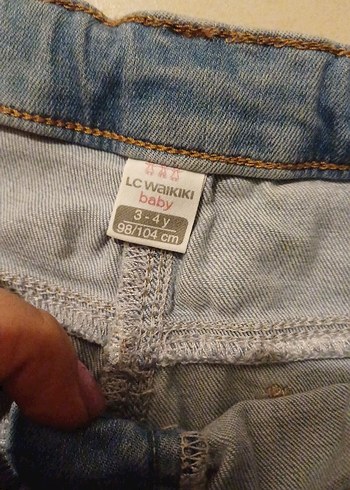 LC WAIKIKI
baby
3 - 4 y
98/104 cm